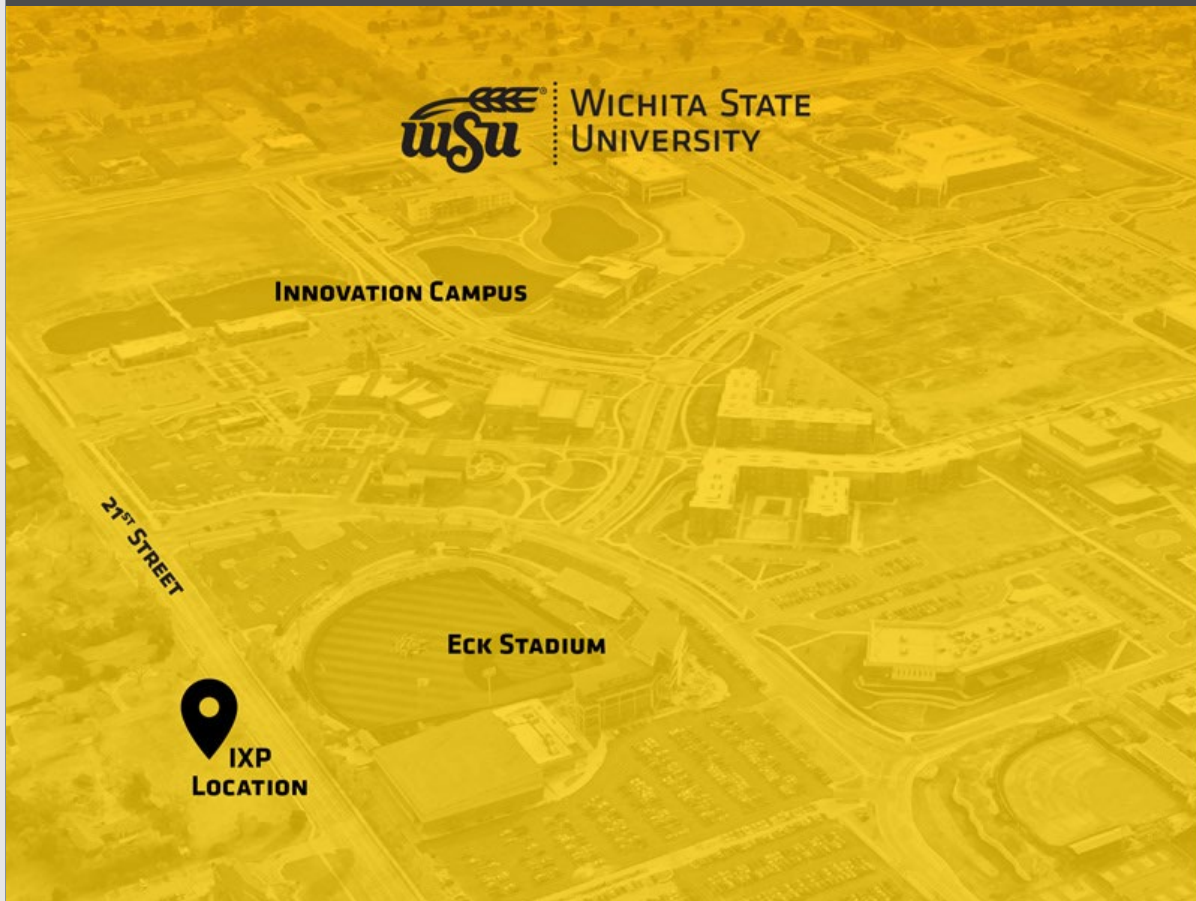 WSU®
WICHITA STATE
UNIVERSITY
INNOVATION CAMPUS
21ST STREET
ECK STADIUM
IXP
LOCATION